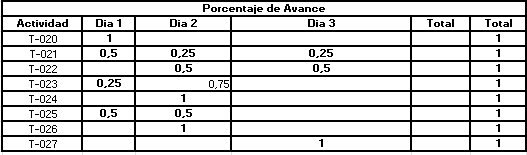 Porcentaje de Avance
Actividad Dia 1 Dia 2 Dia 3 Total Total
T-020 1 1
T-021 0,5 0,25 0,25 1
T-022 0,5 0,5 1
T-023 0,25 0,75 1
T-024 1 1
T-025 0,5 0,5 1
T-026 1 1
T-027 1 1